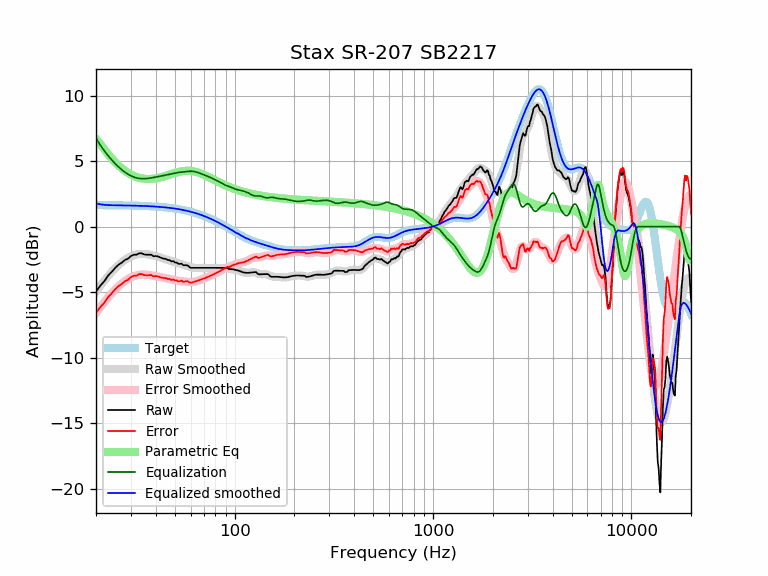 Stax SR-207 SB2217
Amplitude (dBr)
10
5
0
−5
−10
−15
−20
Target
Raw Smoothed
Error Smoothed
Raw
Error
Parametric Eq
Equalization
Equalized smoothed
100
1000
10000
Frequency (Hz)